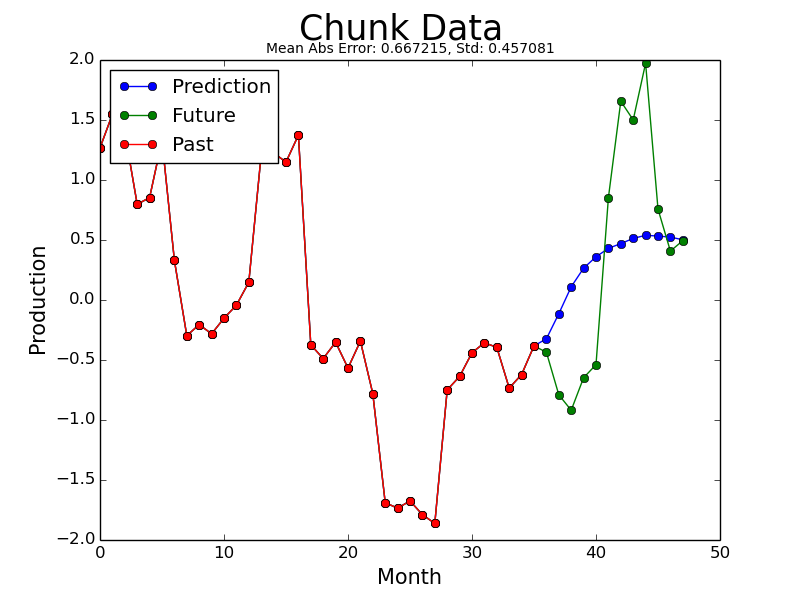 Chunk Data
Mean Abs Error: 0.667215, Std: 0.457081
2.0
1.5
1.0
0.5
0.0
−0.5
−1.0
−1.5
−2.0
Production
Prediction
Future
Past
0 10 20 30 40 50
Month